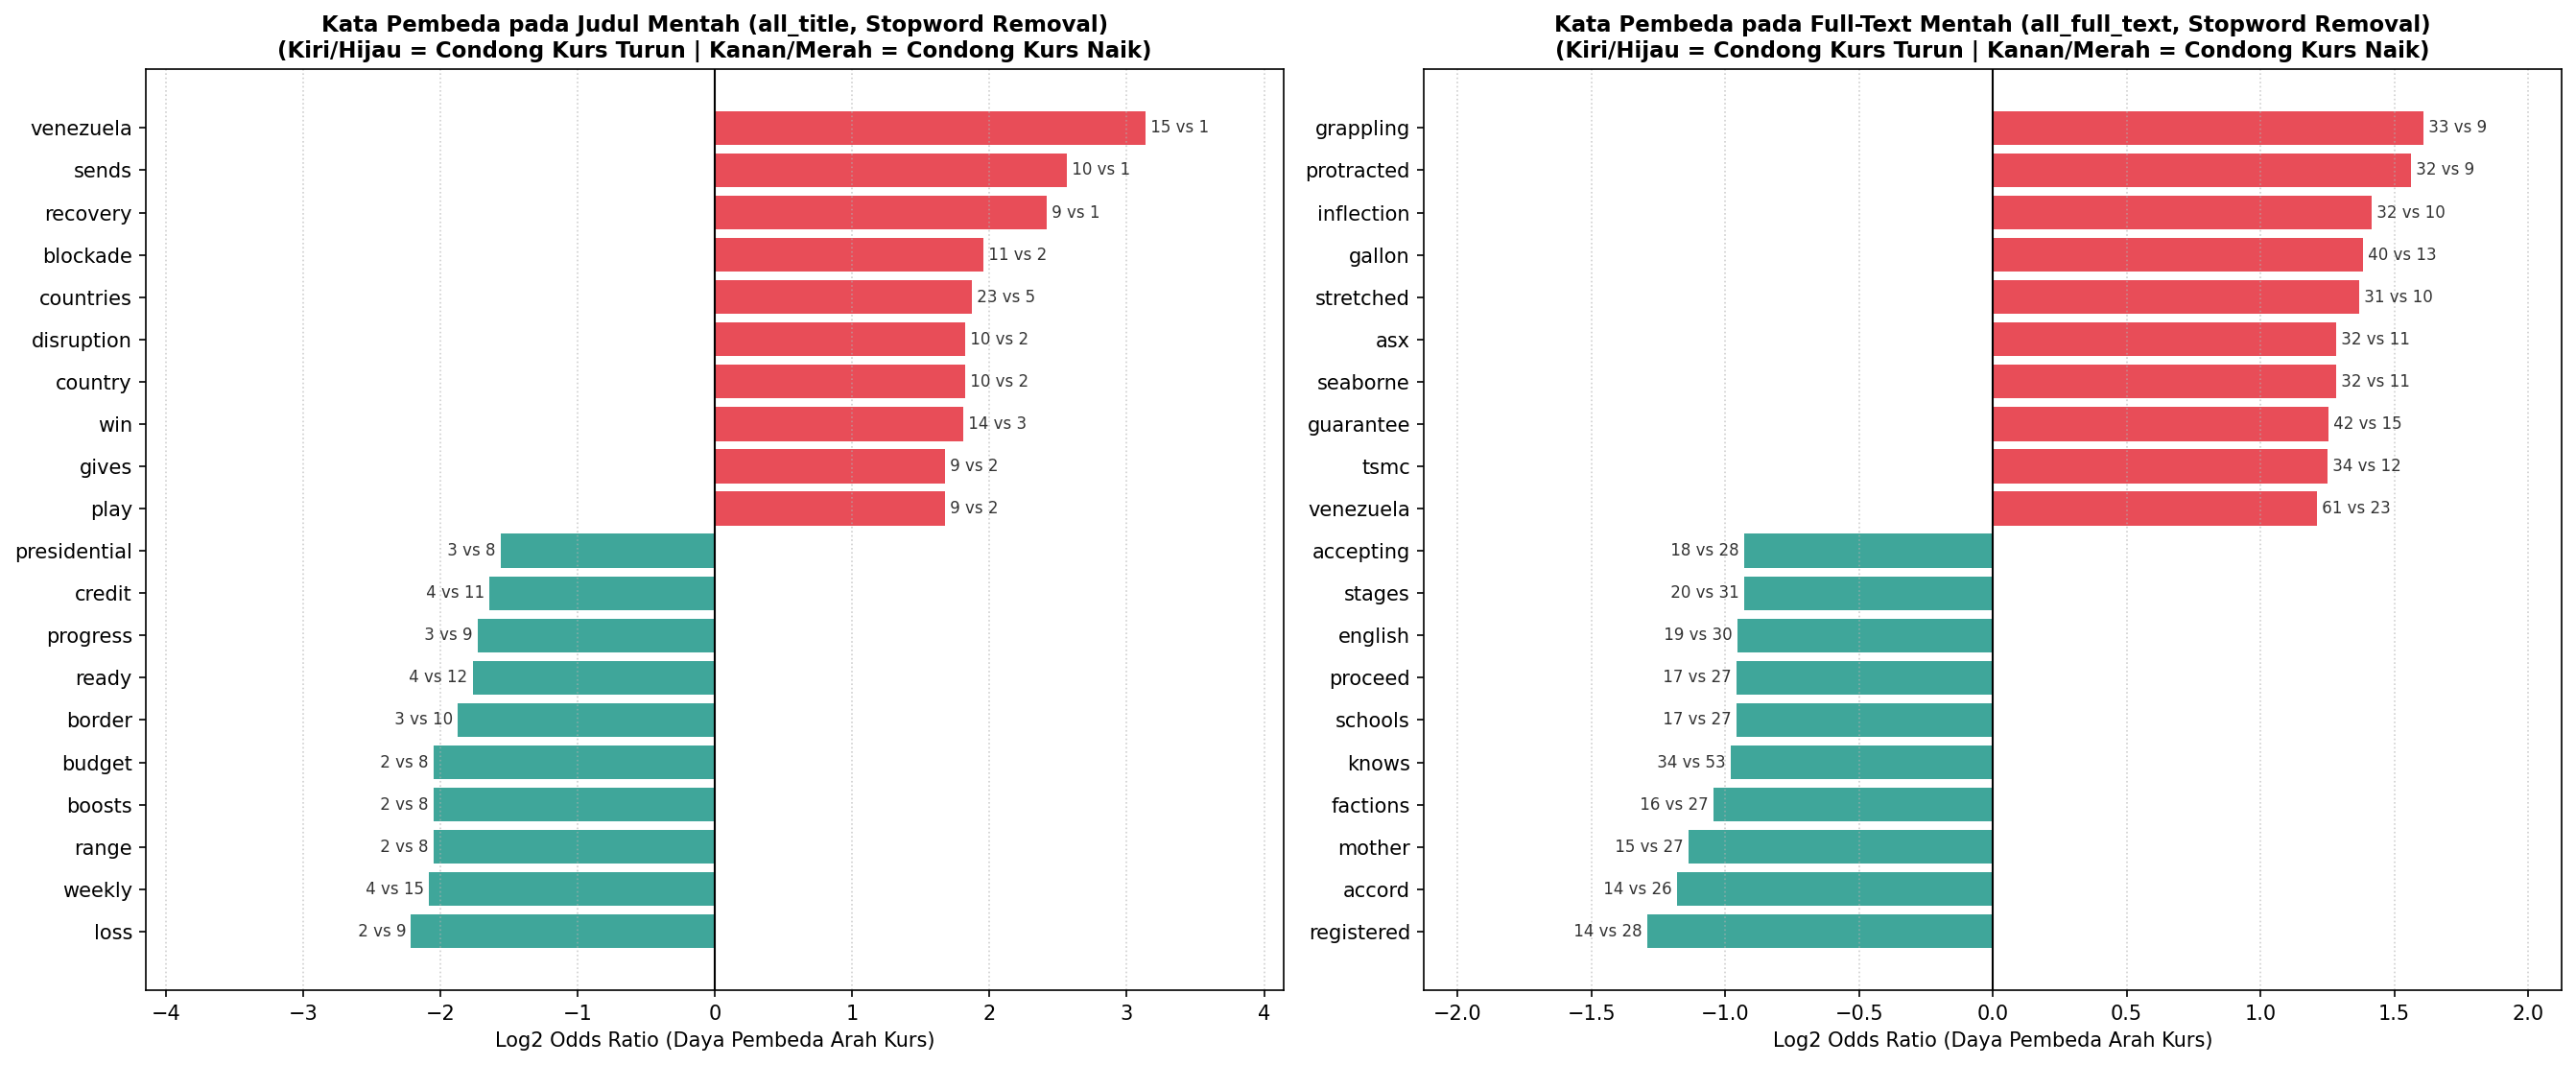 Kata Pembeda pada Judul Mentah (all_title, Stopword Removal)
(Kiri/Hijau = Condong Kurs Turun | Kanan/Merah = Condong Kurs Naik)
venezuela 15 vs 1
sends 10 vs 1
recovery 9 vs 1
blockade 11 vs 2
countries 23 vs 5
disruption 10 vs 2
country 10 vs 2
win 14 vs 3
gives 9 vs 2
play 9 vs 2
presidential 3 vs 8
credit 4 vs 11
progress 3 vs 9
ready 4 vs 12
border 3 vs 10
budget 2 vs 8
boosts 2 vs 8
range 2 vs 8
weekly 4 vs 15
loss 2 vs 9
−4 −3 −2 −1 0 1 2 3 4
Log2 Odds Ratio (Daya Pembeda Arah Kurs)
Kata Pembeda pada Full-Text Mentah (all_full_text, Stopword Removal)
(Kiri/Hijau = Condong Kurs Turun | Kanan/Merah = Condong Kurs Naik)
grappling 33 vs 9
protracted 32 vs 9
inflection 32 vs 10
gallon 40 vs 13
stretched 31 vs 10
asx 32 vs 11
seaborne 32 vs 11
guarantee 42 vs 15
tsmc 34 vs 12
venezuela 61 vs 23
accepting 18 vs 28
stages 20 vs 31
english 19 vs 30
proceed 17 vs 27
schools 17 vs 27
knows 34 vs 53
factions 16 vs 27
mother 15 vs 27
accord 14 vs 26
registered 14 vs 28
−2.0 −1.5 −1.0 −0.5 0.0 0.5 1.0 1.5 2.0
Log2 Odds Ratio (Daya Pembeda Arah Kurs)